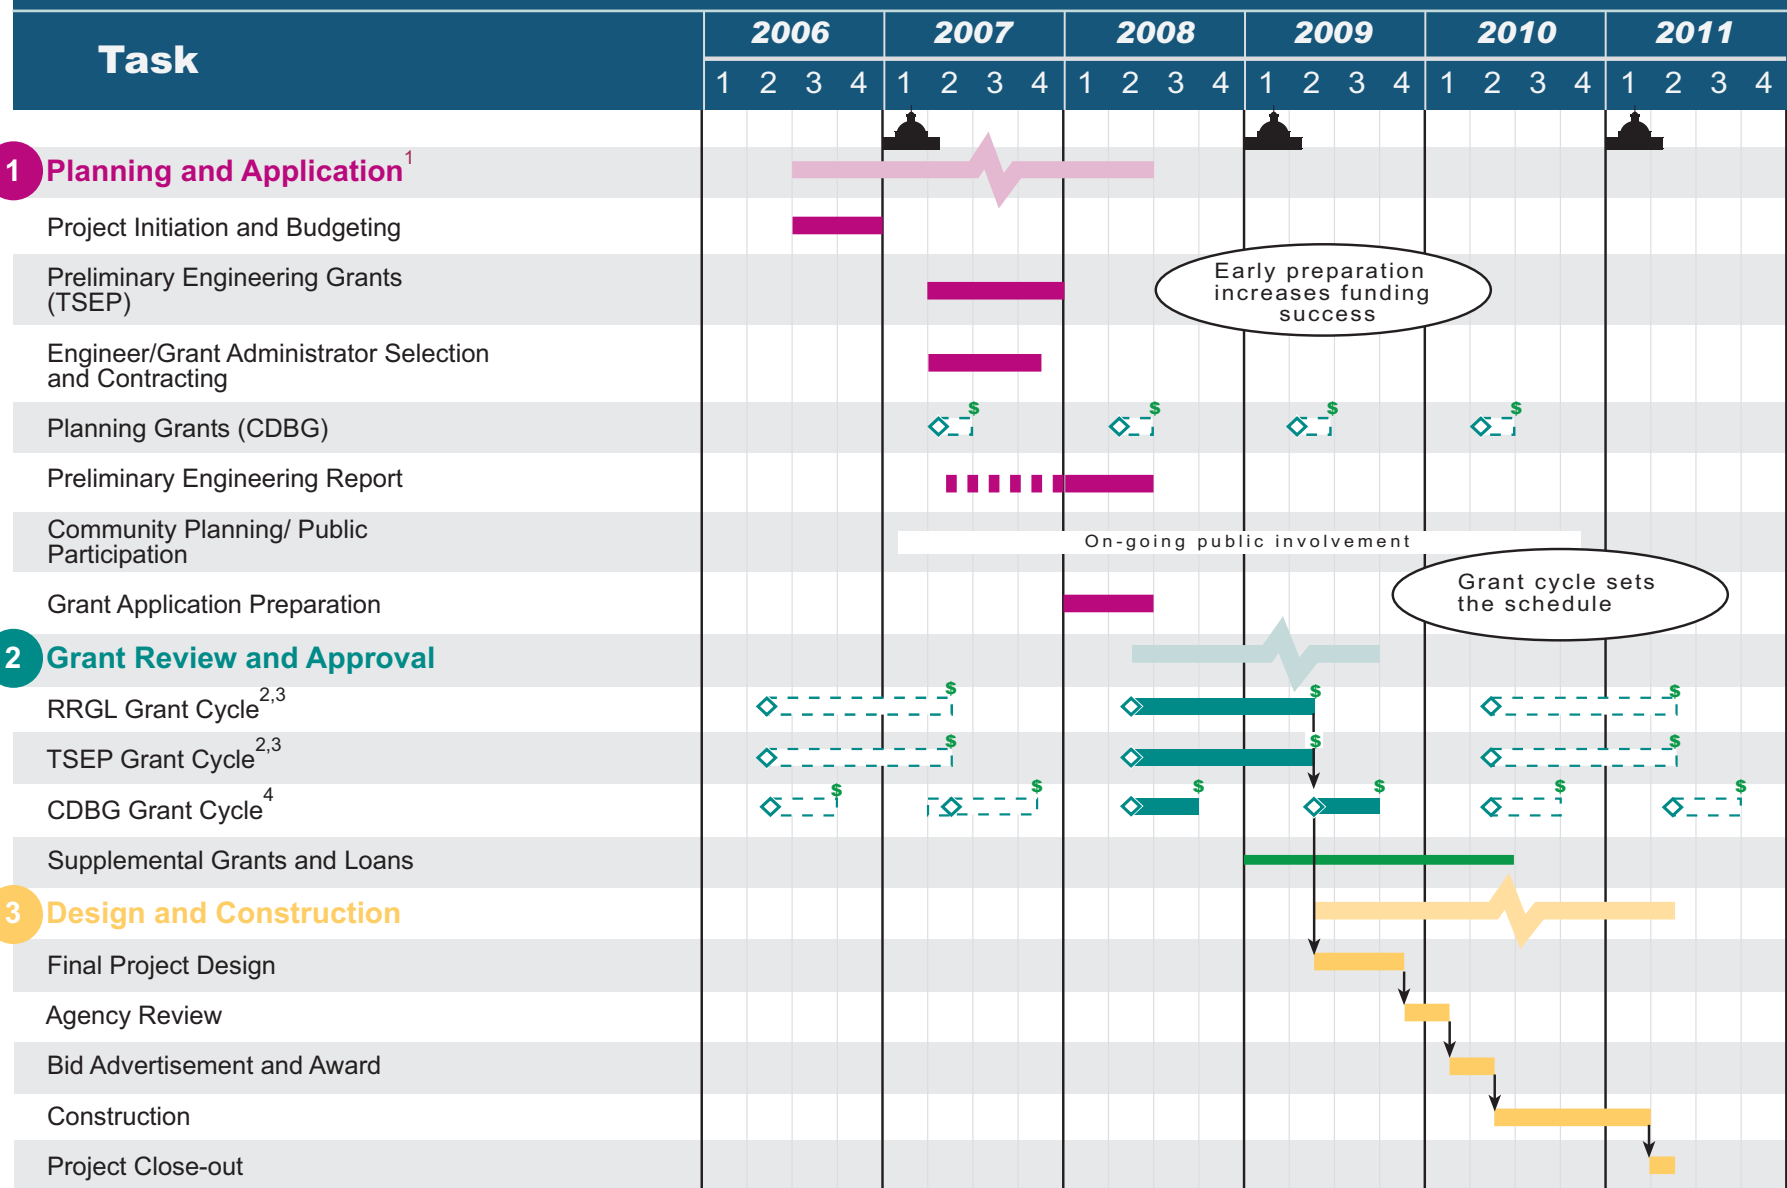 Task
2006 2007 2008 2009 2010 2011
1 2 3 4 1 2 3 4 1 2 3 4 1 2 3 4 1 2 3 4 1 2 3 4
1 Planning and Application1
Project Initiation and Budgeting
Preliminary Engineering Grants
(TSEP)
Early preparation
increases funding
success
Engineer/Grant Administrator Selection
and Contracting
$ $ $ $
Planning Grants (CDBG)
Preliminary Engineering Report
Community Planning/ Public
Participation
On-going public involvement
Grant cycle sets
the schedule
Grant Application Preparation
2 Grant Review and Approval
$ $ $
RRGL Grant Cycle2,3
$ $ $
TSEP Grant Cycle2,3
$ $ $ $ $ $
CDBG Grant Cycle4
Supplemental Grants and Loans
3 Design and Construction
Final Project Design
Agency Review
Bid Advertisement and Award
Construction
Project Close-out